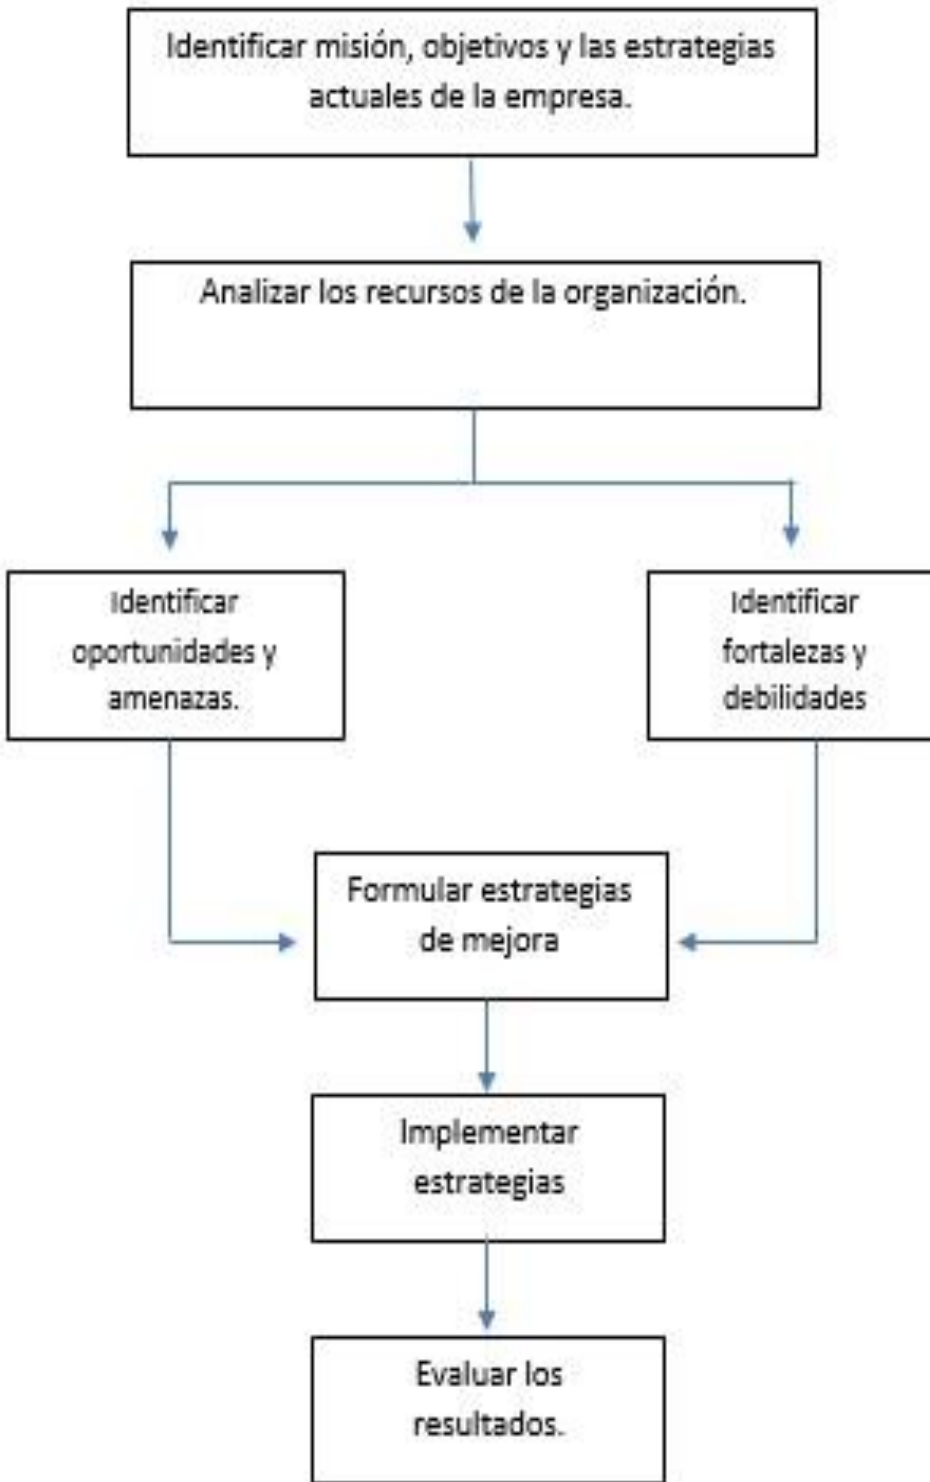 Identificar misión, objetivos y las estrategias
actuales de la empresa.
Analizar los recursos de la organización.
Identificar
oportunidades y
amenazas.
Identificar
fortalezas y
debilidades
Formular estrategias
de mejora
Implementar
estrategias
Evaluar los
resultados.